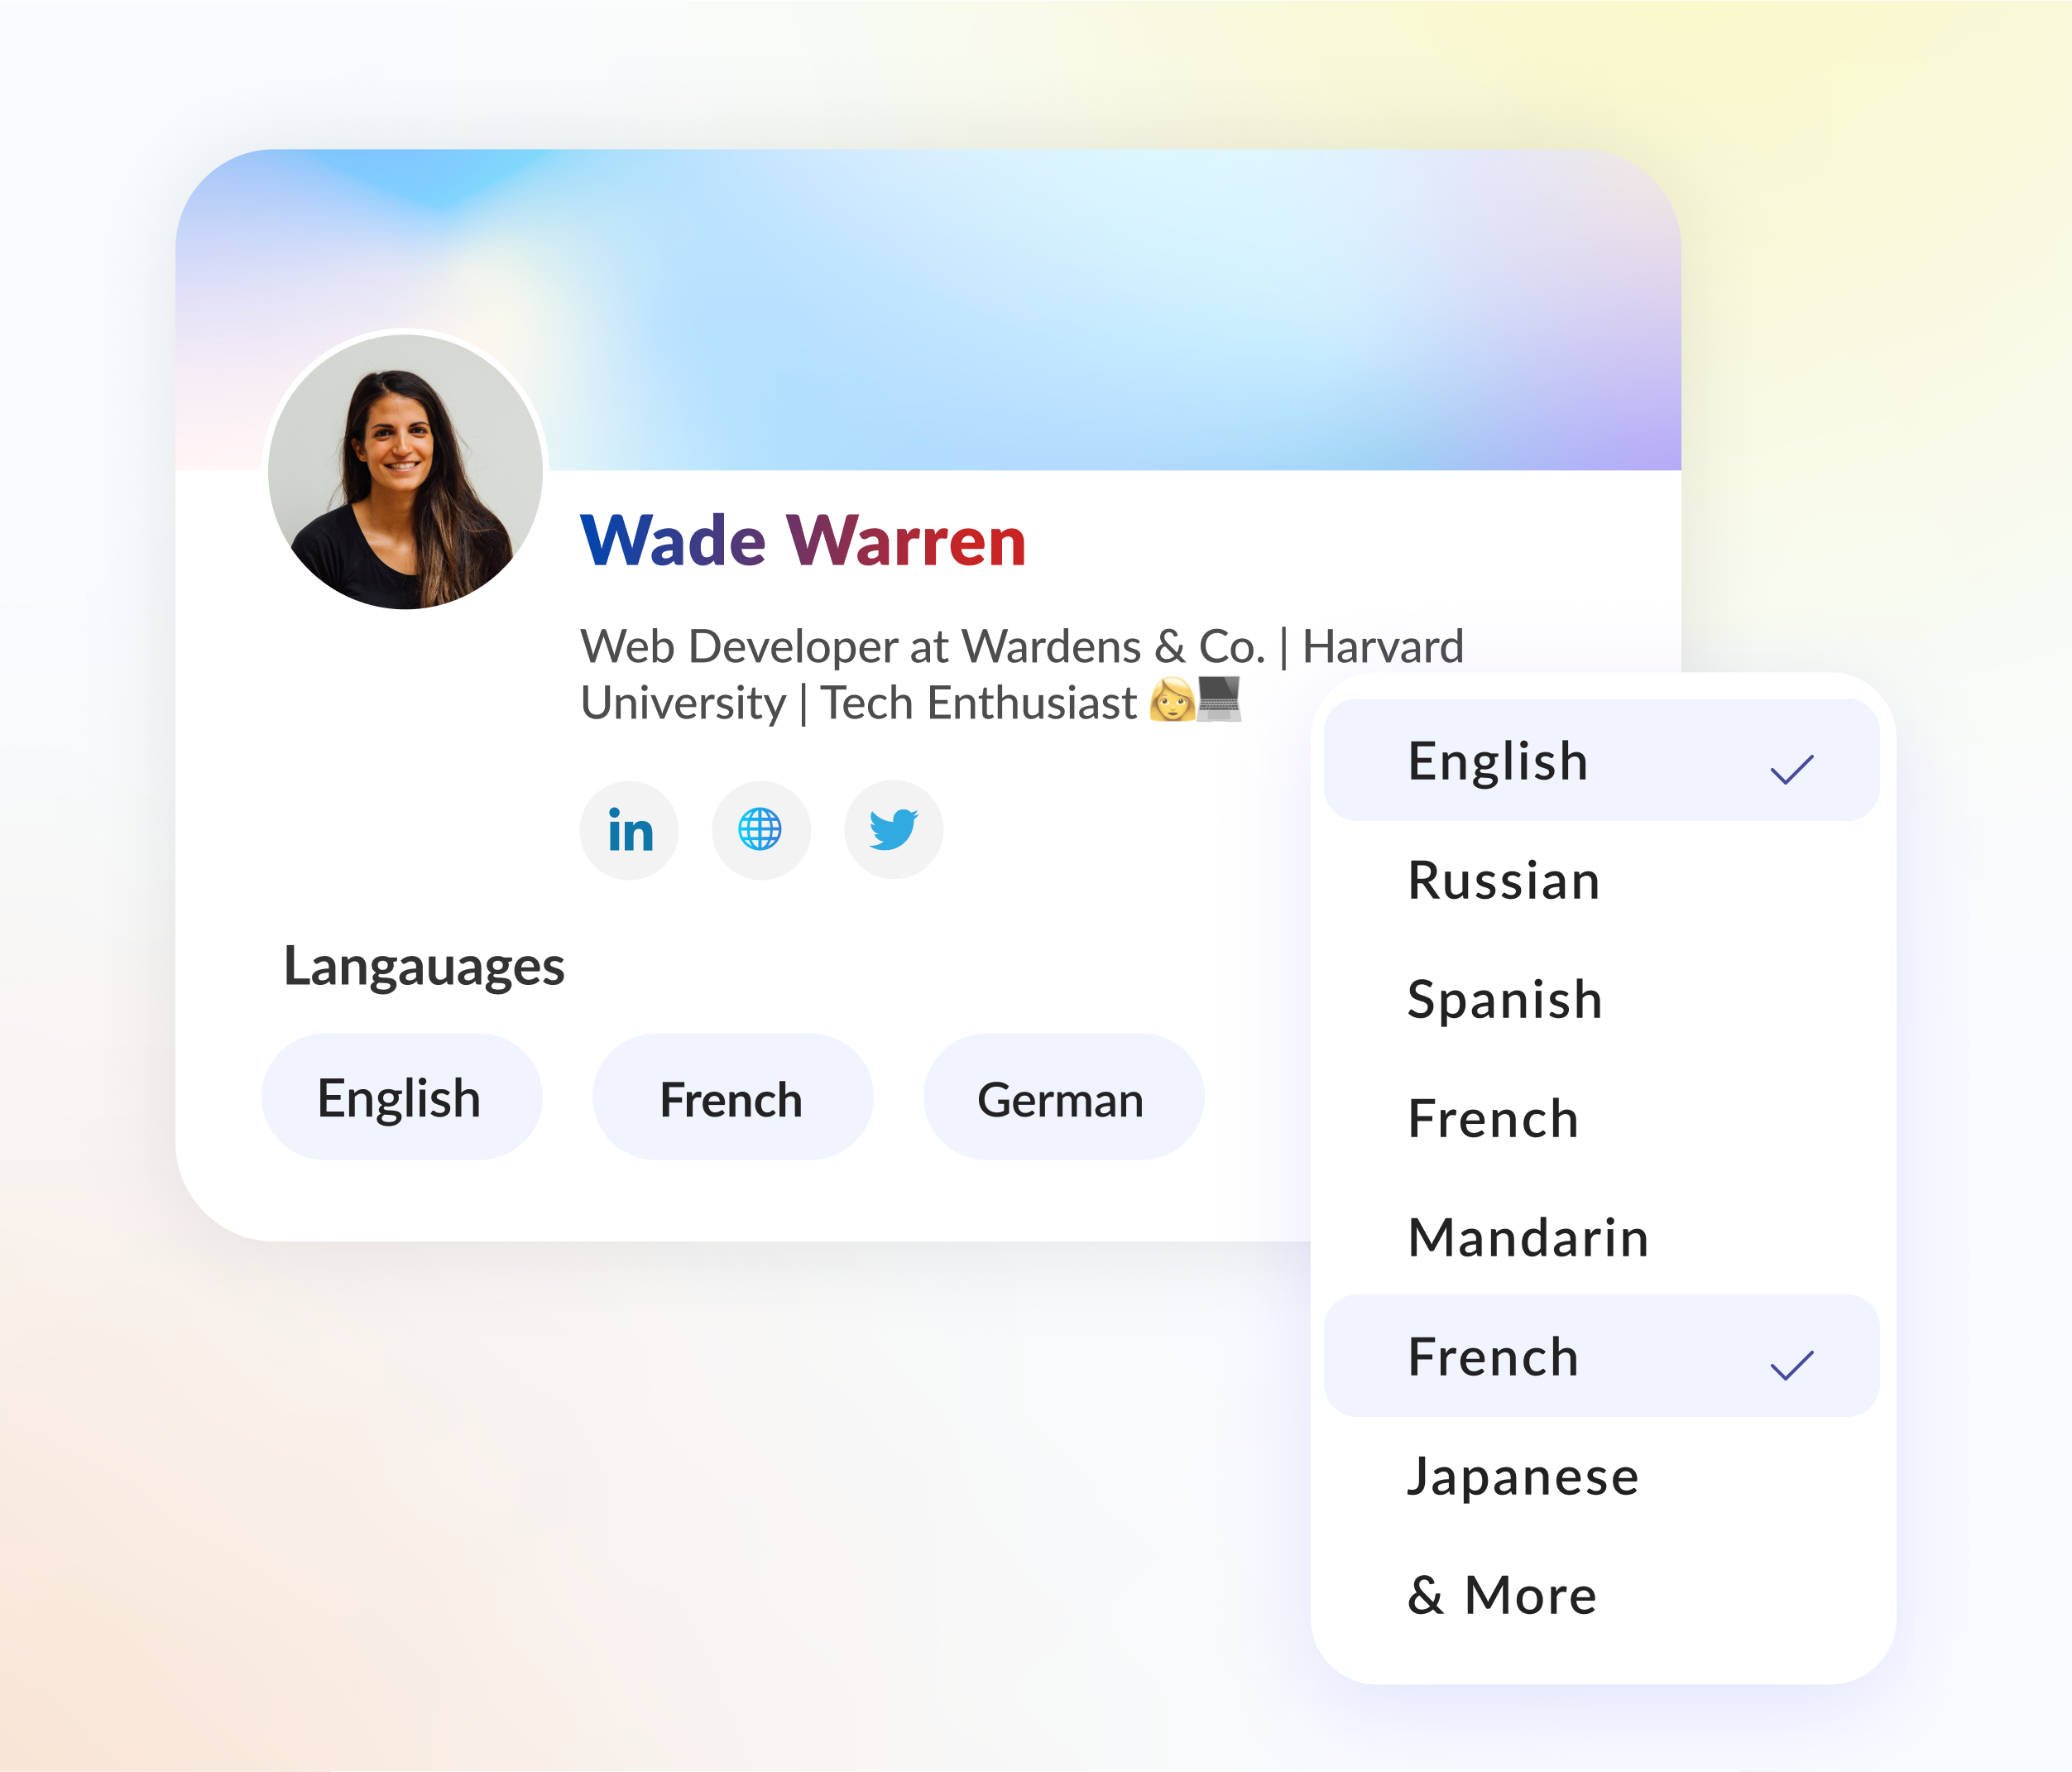 Wade Warren
Web Developer at Wardens & Co. | Harvard
University | Tech Enthusiast 👩💻
in
Langauages
English
French
German
English
Russian
Spanish
French
Mandarin
French
Japanese
& More